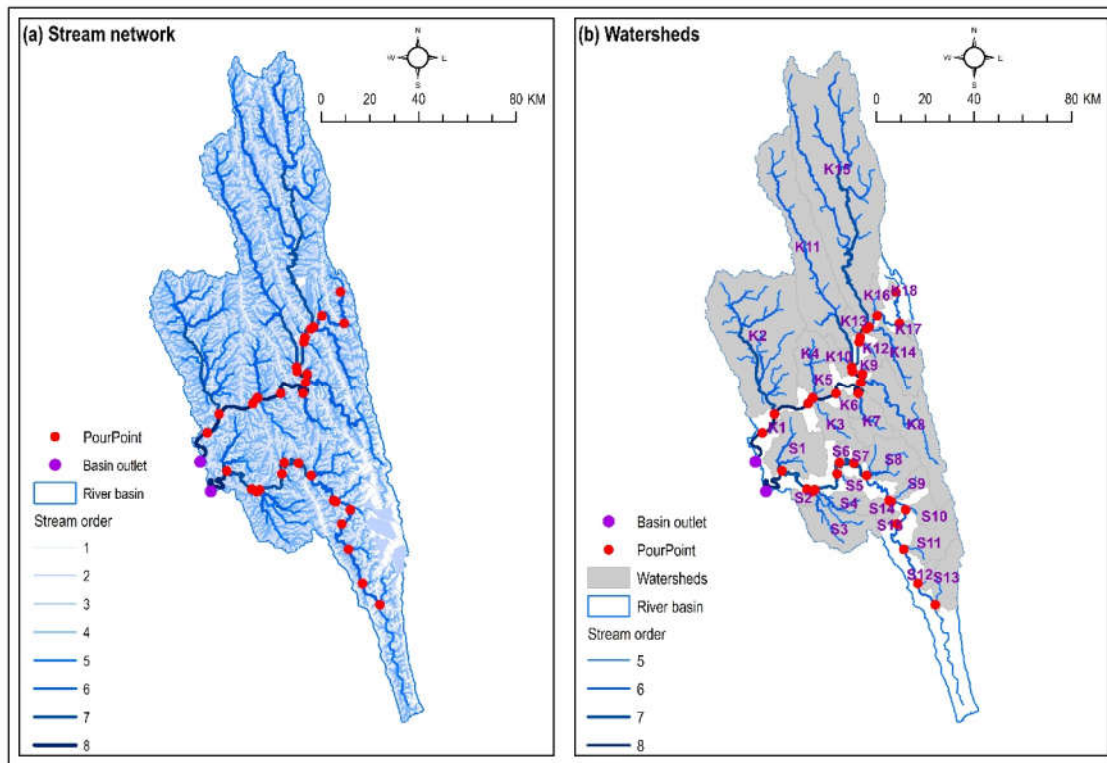 (a) Stream network
N
W L
S
0 20 40 80 KM
PourPoint
Basin outlet
River basin
Stream order
1
2
3
4
5
6
7
8
(b) Watersheds
N
W L
S
0 20 40 80 KM
K15
K11
K16 K18
K13
K17
K2
K12
K4 K10 K14
K9
K5
K6
K1 K3 K7 K8
S1
S6 S7 S8
S5 S9
S2 S4 S14
S10
S3 S15
S11
S12 S13
Basin outlet
PourPoint
Watersheds
River basin
Stream order
5
6
7
8